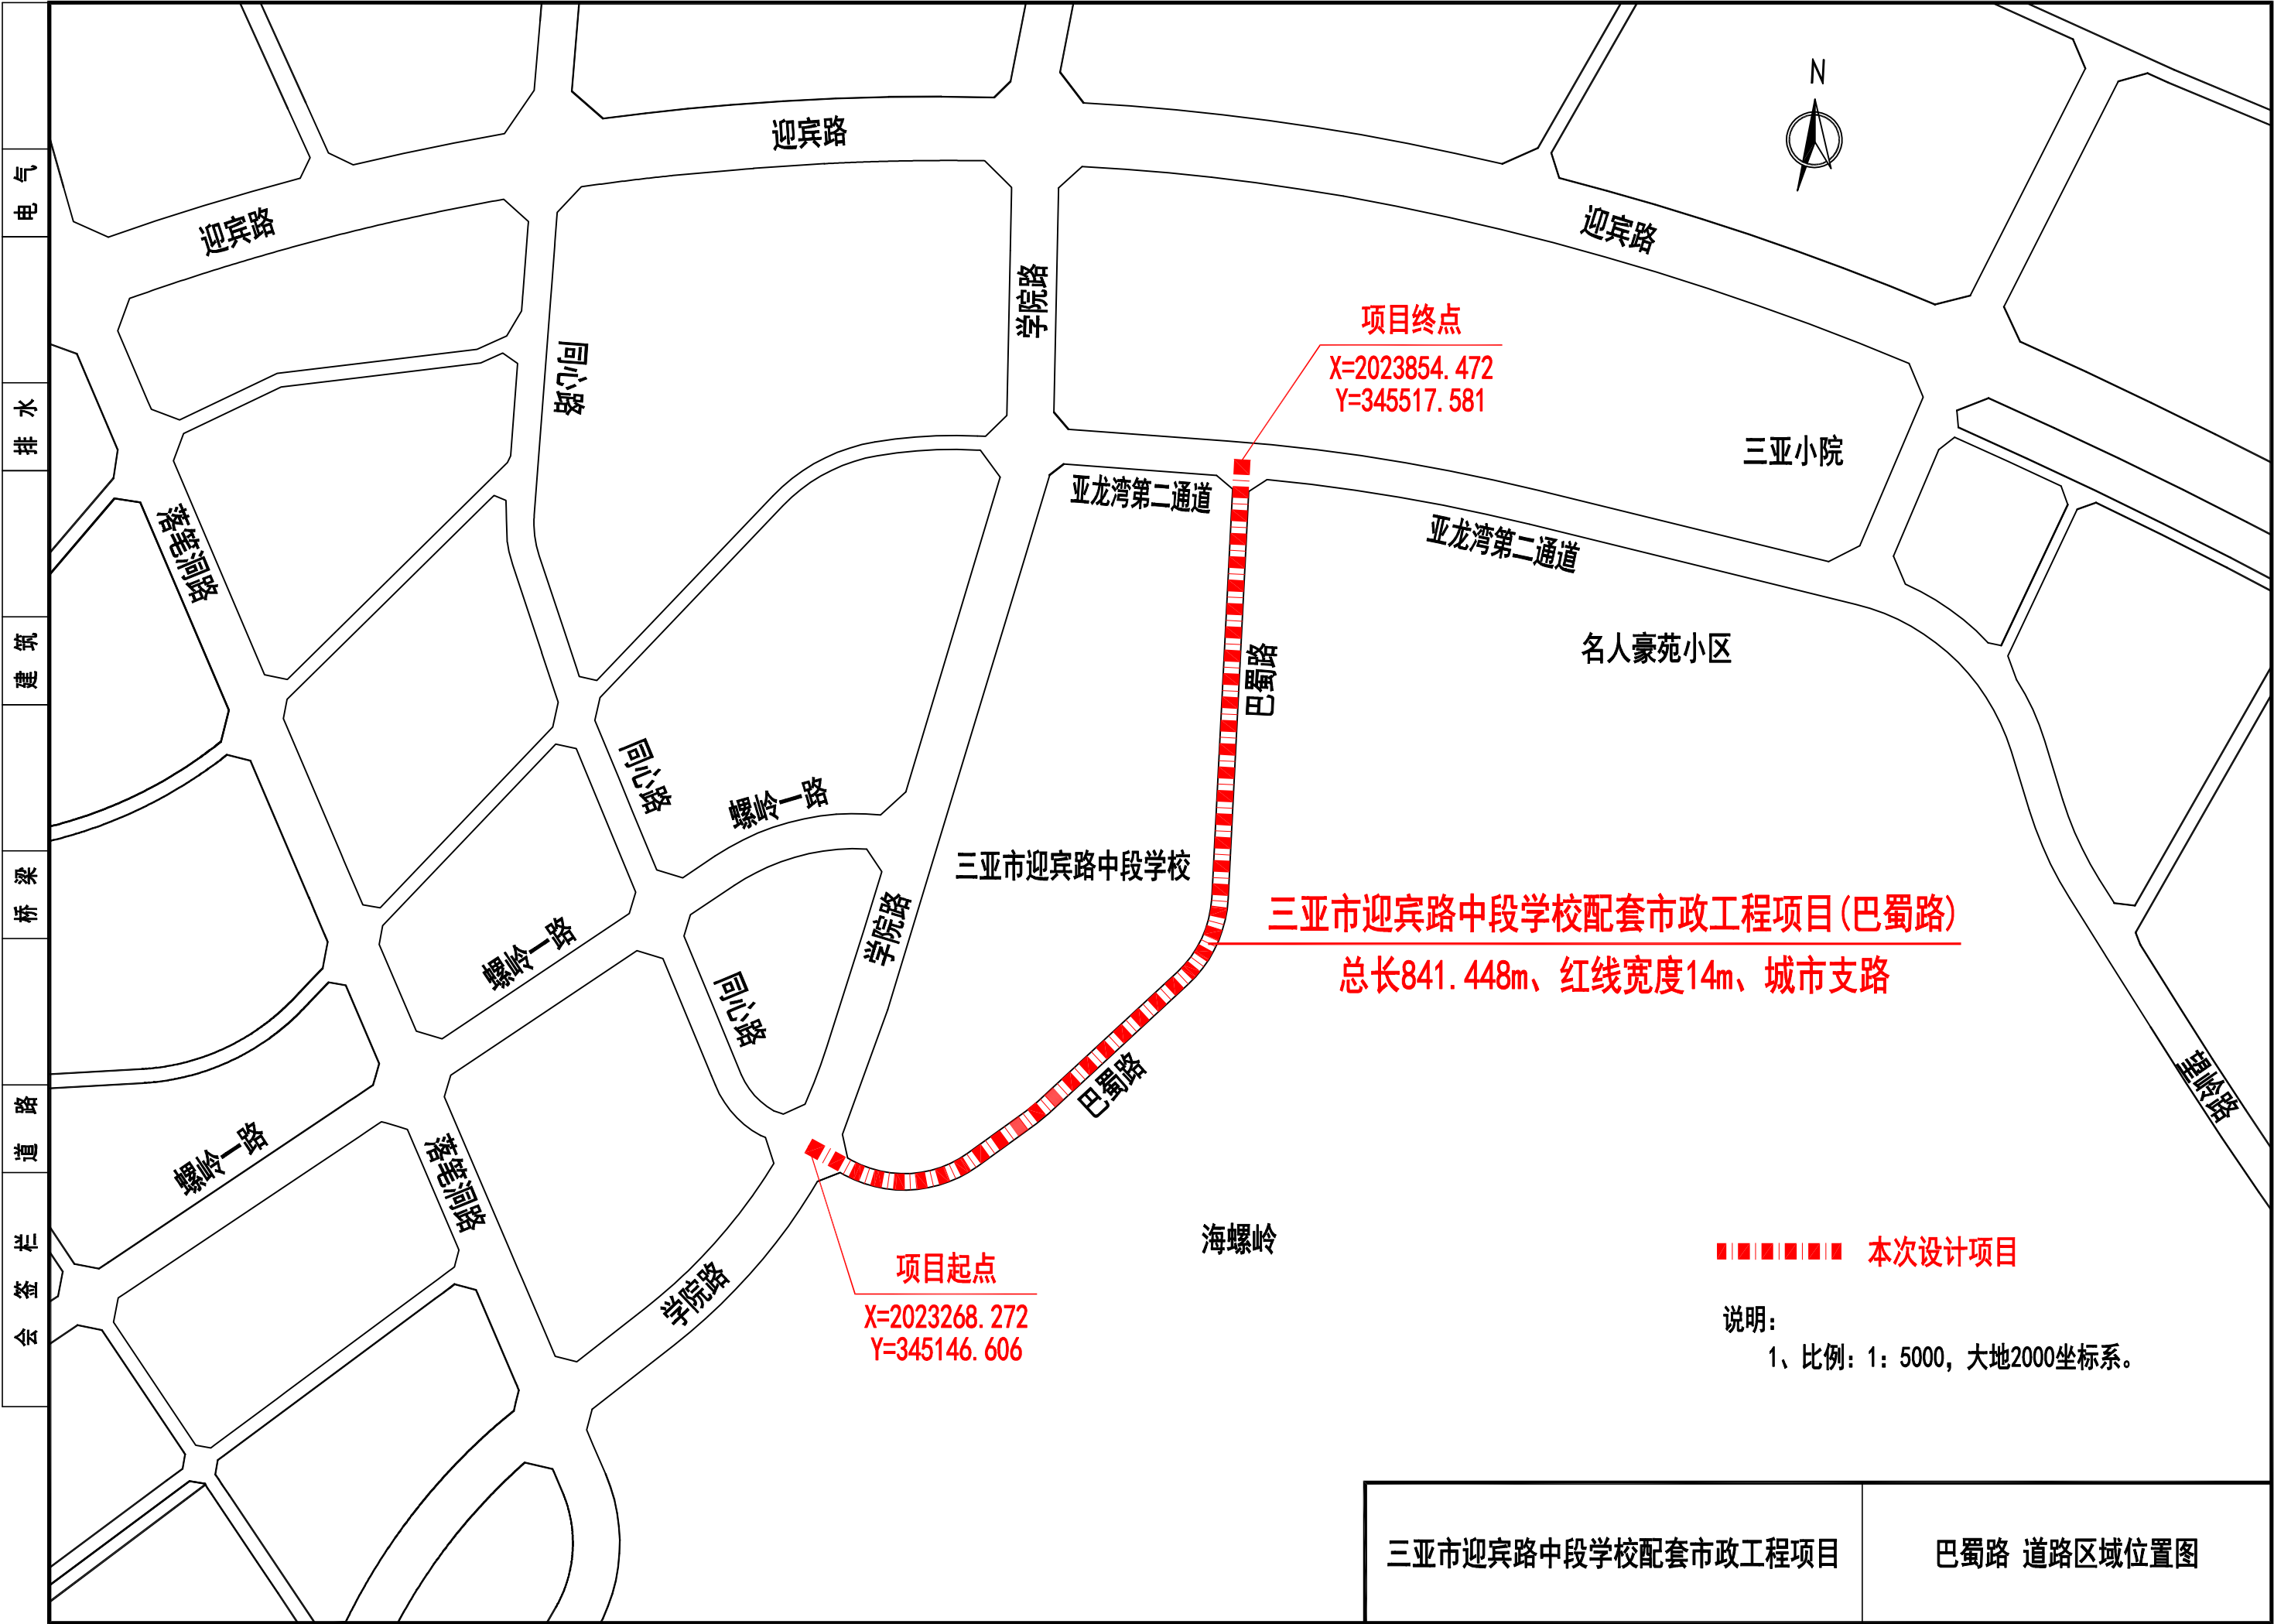 N
迎宾路
迎宾路
迎宾路
学院路
同心路
项目终点
X=2023854.472
Y=345517.581
三亚小院
亚龙湾第二通道
亚龙湾第二通道
落笔洞路
巴蜀路
名人豪苑小区
同心路
螺岭一路
三亚市迎宾路中段学校
三亚市迎宾路中段学校配套市政工程项目(巴蜀路)
总长841.448m、红线宽度14m、城市支路
学院路
螺岭一路
同心路
巴蜀路
望岭路
螺岭一路
落笔洞路
海螺岭
项目起点
X=2023268.272
Y=345146.606
学院路
本次设计项目
说明:
1、比例:1:5000,大地2000坐标系。
三亚市迎宾路中段学校配套市政工程项目
巴蜀路 道路区域位置图
电气
排水
建筑
桥梁
道路
会签栏